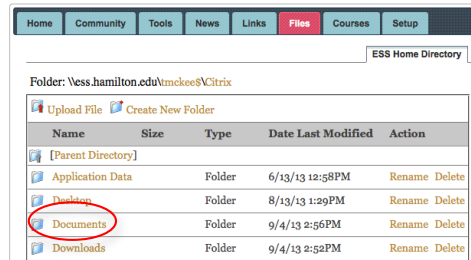 Home Community Tools News Links Files Courses Setup
ESS Home Directory
Folder: \\ess.hamilton.edu\tmckee$\Citrix
Upload File Create New Folder
Name Size Type Date Last Modified Action
[Parent Directory]
Application Data Folder 6/13/13 12:58PM Rename Delete
Desktop Folder 8/13/13 1:29PM Rename Delete
Documents Folder 9/4/13 2:56PM Rename Delete
Downloads Folder 9/4/13 2:52PM Rename Delete